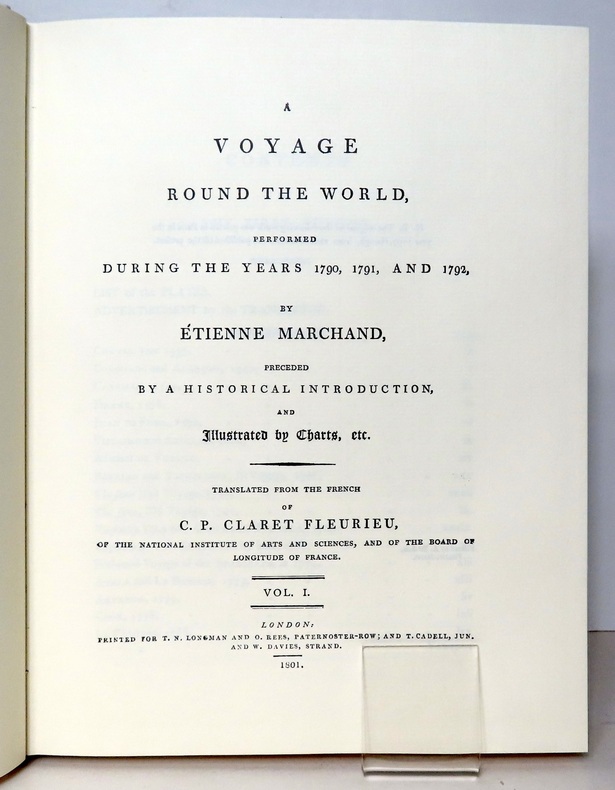 A
VOYAGE
ROUND THE WORLD,
PERFORMED
DURING THE YEARS 1790, 1791, AND 1792,
BY
ÉTIENNE MARCHAND,
PRECEDED
BY A HISTORICAL INTRODUCTION,
AND
Illustrated by Charts, etc.
TRANSLATED FROM THE FRENCH
OF
C. P. CLARET FLEURIEU,
OF THE NATIONAL INSTITUTE OF ARTS AND SCIENCES, AND OF THE BOARD OF
LONGITUDE OF FRANCE.
VOL. I.
LONDON:
PRINTED FOR T. N. LONGMAN AND O. REES, PATERNOSTER-ROW; AND T. CADELL, JUN.
AND W. DAVIES, STRAND.
1801.